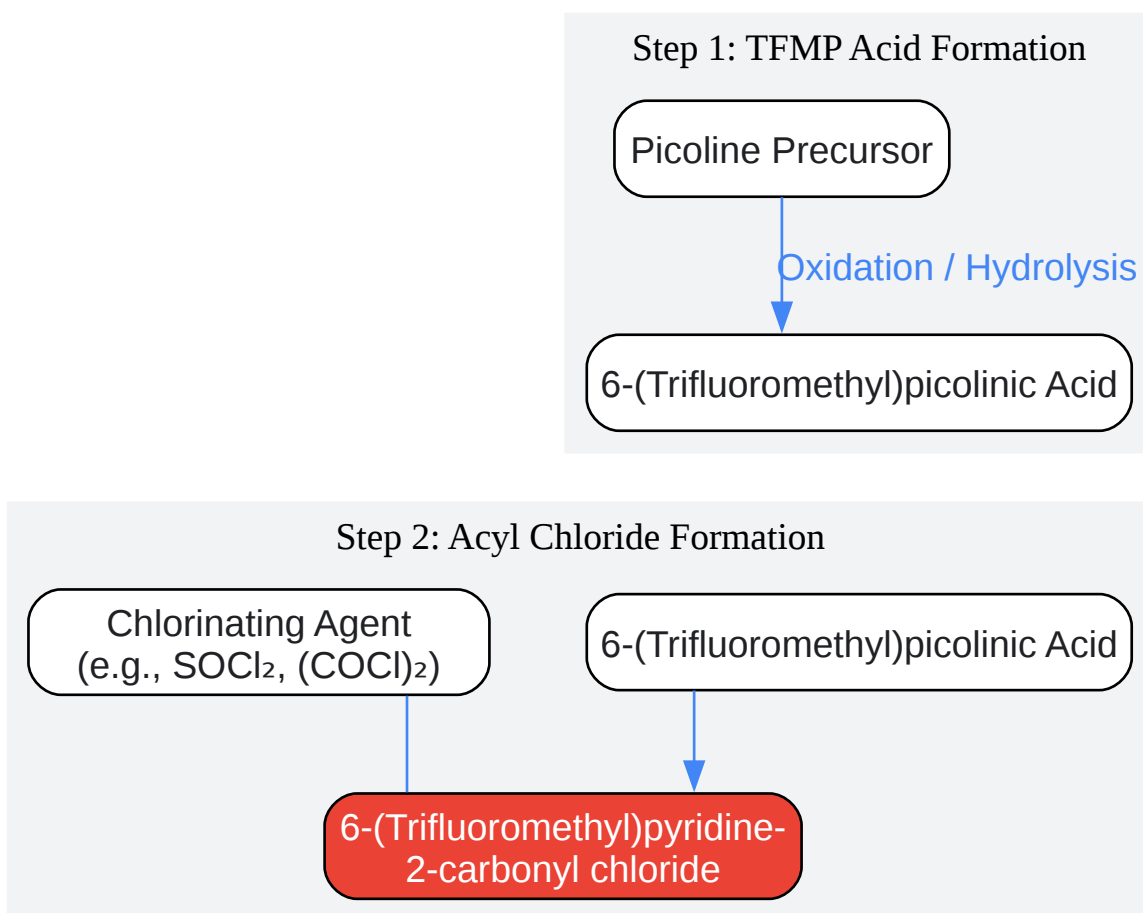 Step 1: TFMP Acid Formation
Picoline Precursor
Oxidation / Hydrolysis
6-(Trifluoromethyl)picolinic Acid
Step 2: Acyl Chloride Formation
Chlorinating Agent
(e.g., SOCl₂, (COCl)₂)
6-(Trifluoromethyl)picolinic Acid
6-(Trifluoromethyl)pyridine-
2-carbonyl chloride